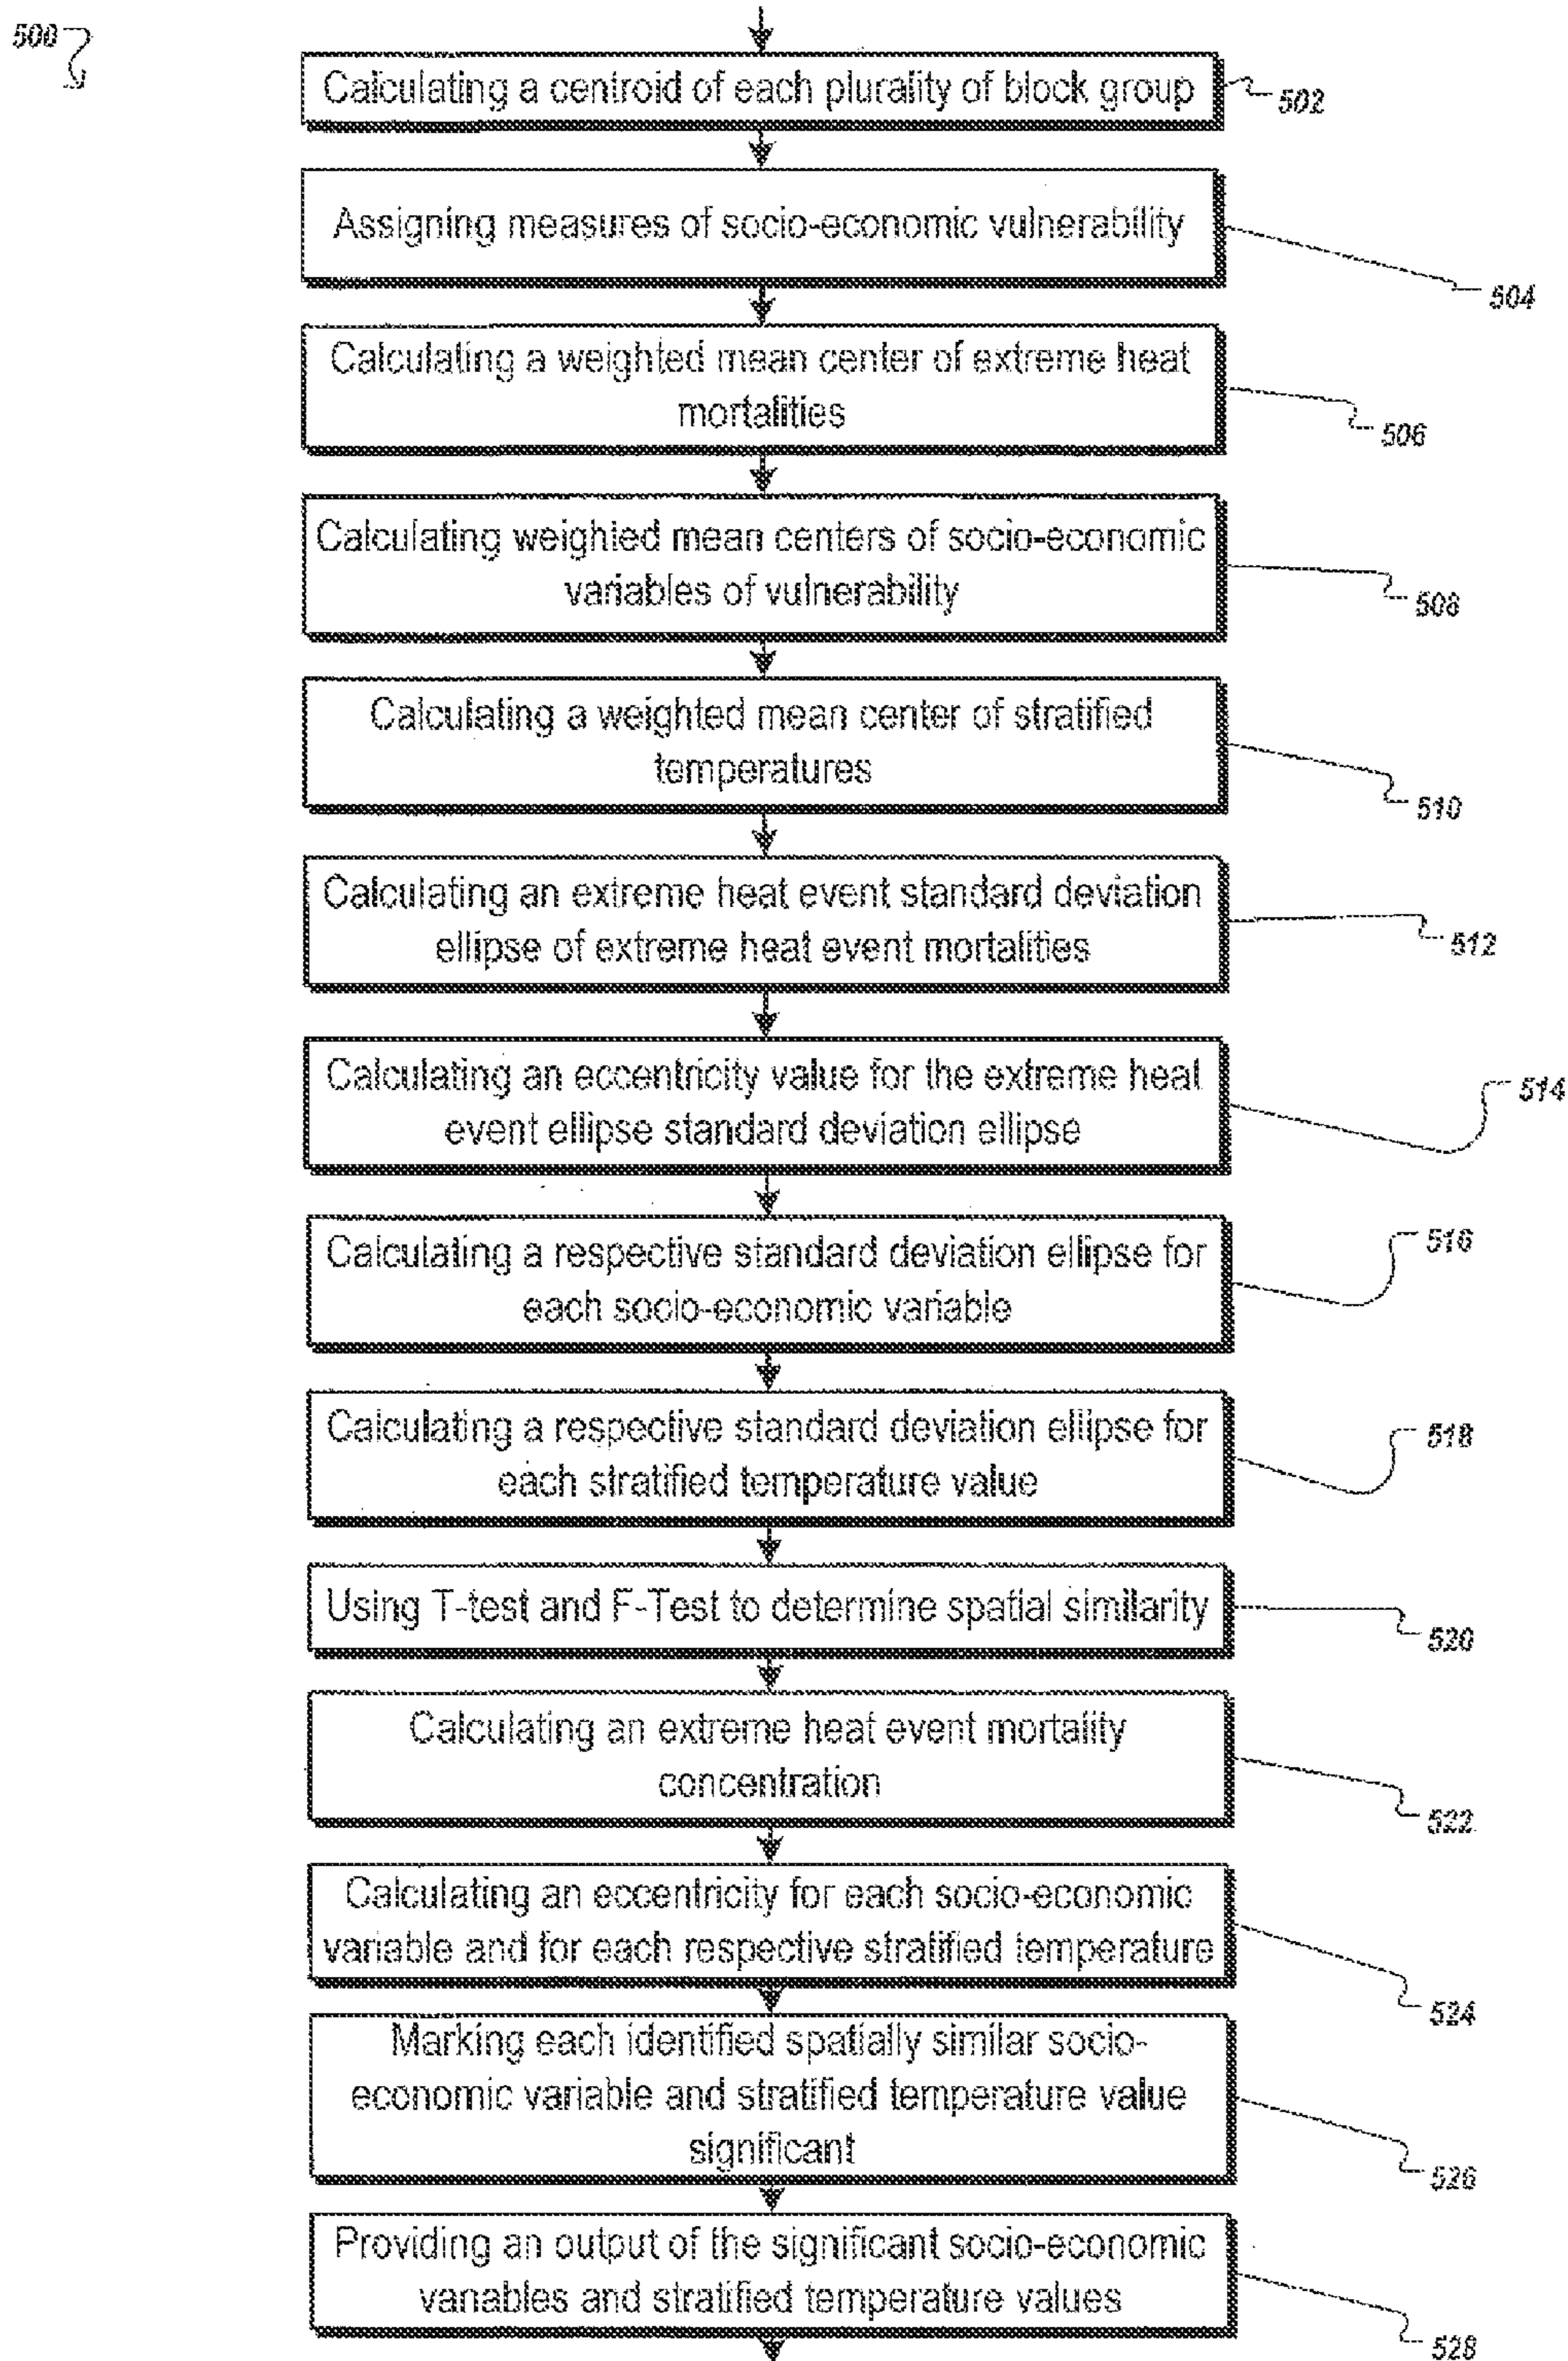 500
Calculating a centroid of each plurality of block group
502
Assigning measures of socio-economic vulnerability
504
Calculating a weighted mean center of extreme heat
mortalities
506
Calculating weighted mean centers of socio-economic
variables of vulnerability
508
Calculating a weighted mean center of stratified
temperatures
510
Calculating an extreme heat event standard deviation
ellipse of extreme heat event mortalities
512
Calculating an eccentricity value for the extreme heat
event ellipse standard deviation ellipse
514
Calculating a respective standard deviation ellipse for
each socio-economic variable
516
Calculating a respective standard deviation ellipse for
each stratified temperature value
518
Using T-test and F-Test to determine spatial similarity
520
Calculating an extreme heat event mortality
concentration
522
Calculating an eccentricity for each socio-economic
variable and for each respective stratified temperature
524
Marking each identified spatially similar socio-
economic variable and stratified temperature value
significant
526
Providing an output of the significant socio-economic
variables and stratified temperature values
528